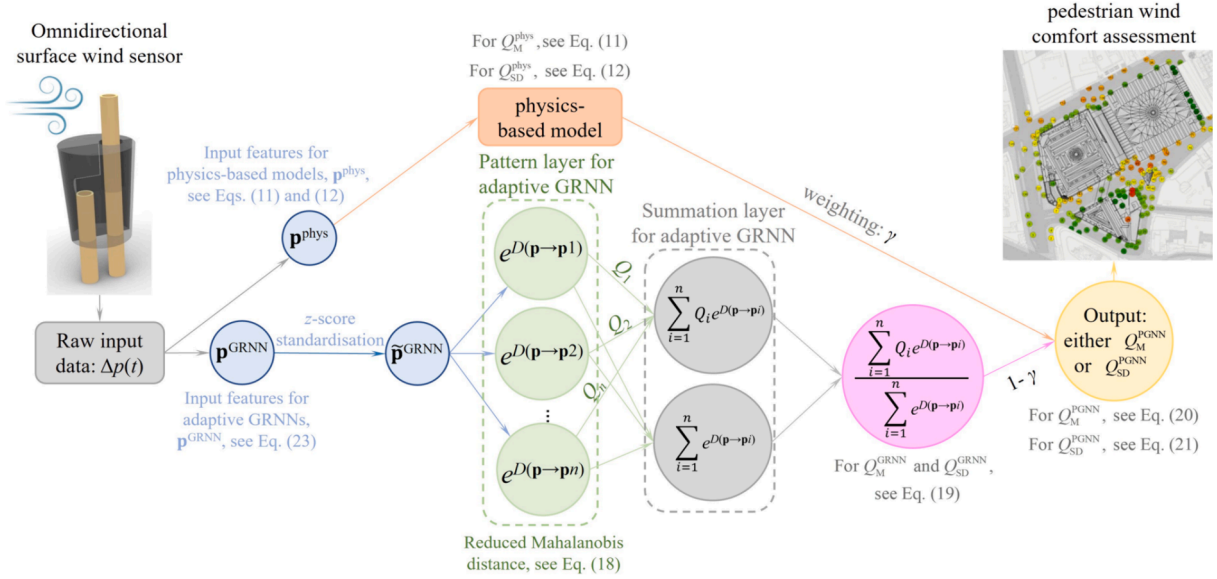 Omnidirectional
surface wind sensor
Raw input
data: Δp(t)
Input features for
physics-based models, p^phys,
see Eqs. (11) and (12)
p^phys
p^GRNN
z-score
standardisation
p̃^GRNN
Input features for
adaptive GRNNs,
p^GRNN, see Eq. (23)
For Q_M^phys, see Eq. (11)
For Q_SD^phys, see Eq. (12)
physics-
based model
Pattern layer for
adaptive GRNN
e^D(p→p1)
e^D(p→p2)
...
e^D(p→pn)
Reduced Mahalanobis
distance, see Eq. (18)
Q_1
Q_2
Q_n
Summation layer
for adaptive GRNN
∑_{i=1}^{n} Q_i e^D(p→pi)
∑_{i=1}^{n} e^D(p→pi)
weighting: γ
∑_{i=1}^{n} Q_i e^D(p→pi)
∑_{i=1}^{n} e^D(p→pi)
For Q_M^GRNN and Q_SD^GRNN,
see Eq. (19)
1- γ
pedestrian wind
comfort assessment
Output:
either Q_M^PGNN
or Q_SD^PGNN
For Q_M^PGNN, see Eq. (20)
For Q_SD^PGNN, see Eq. (21)